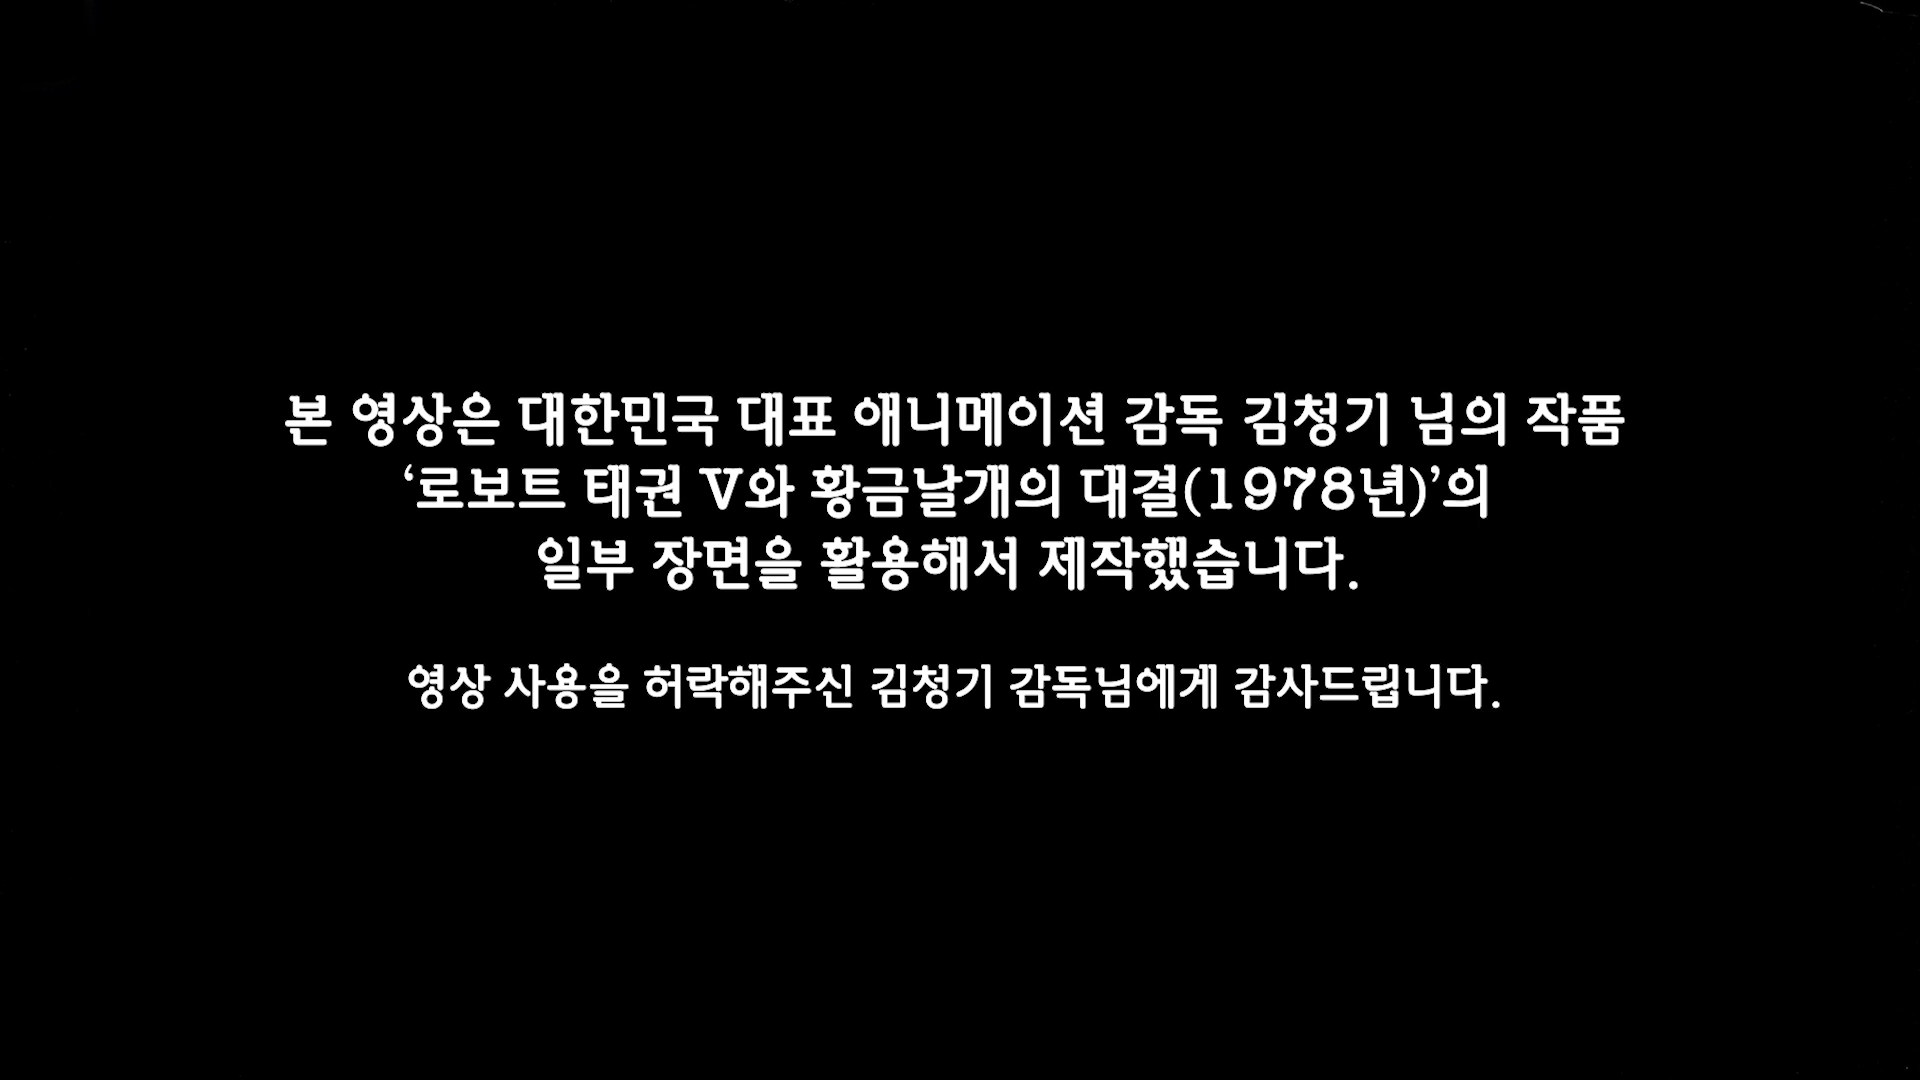 본 영상은 대한민국 대표 애니메이션 감독 김청기 님의 작품
‘로보트 태권 V와 황금날개의 대결(1978년)’의
일부 장면을 활용해서 제작했습니다.
영상 사용을 허락해주신 김청기 감독님에게 감사드립니다.